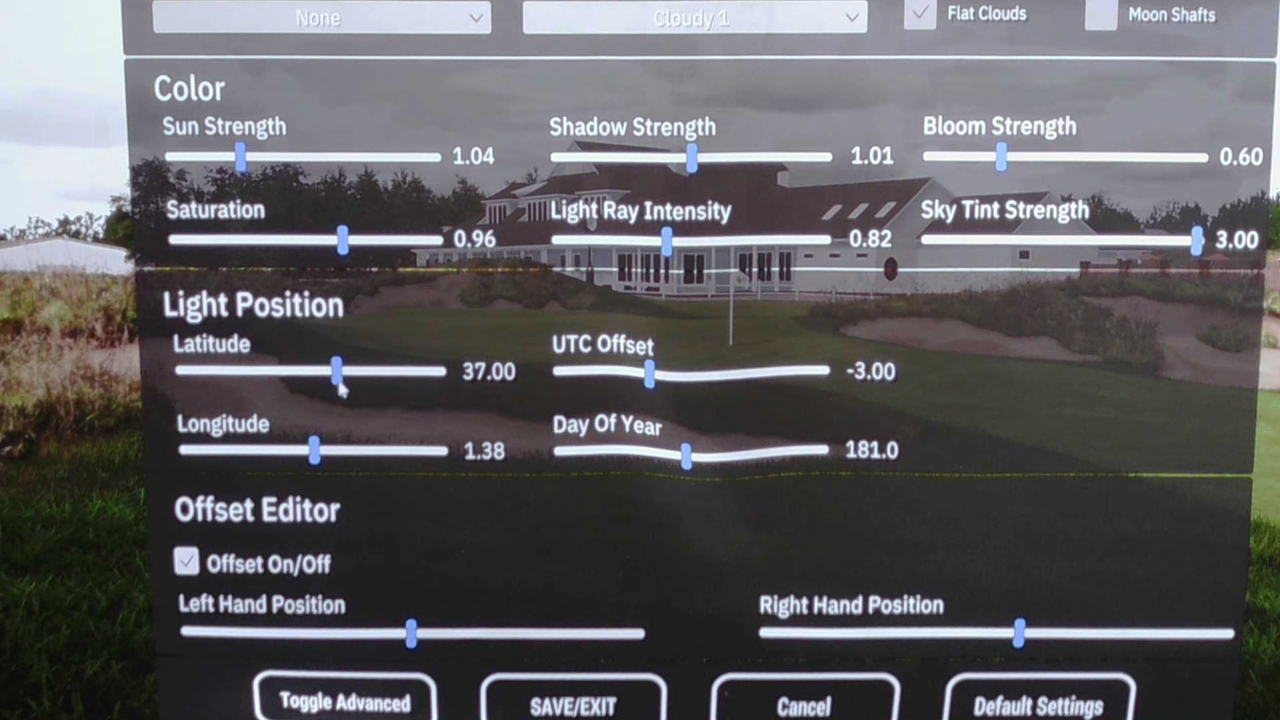 None
Cloudy 1
Flat Clouds
Moon Shafts
Color
Sun Strength
1.04
Shadow Strength
1.01
Bloom Strength
0.60
Saturation
0.96
Light Ray Intensity
0.82
Sky Tint Strength
3.00
Light Position
Latitude
37.00
UTC Offset
-3.00
Longitude
1.38
Day Of Year
181.0
Offset Editor
Offset On/Off
Left Hand Position
Right Hand Position
Toggle Advanced
SAVE/EXIT
Cancel
Default Settings